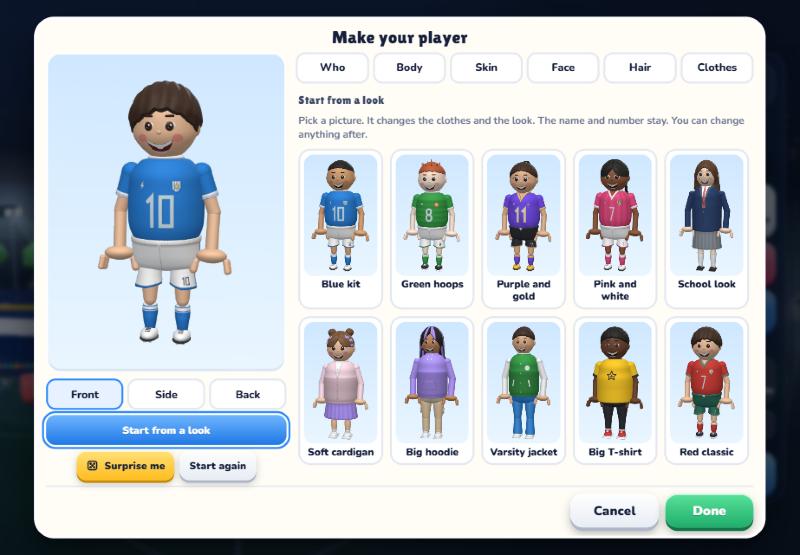 Make your player
Who
Body
Skin
Face
Hair
Clothes
Start from a look
Pick a picture. It changes the clothes and the look. The name and number stay. You can change
anything after.
10
10
10
8
11
7
Blue kit
Green hoops
Purple and
gold
Pink and
white
School look
7
Soft cardigan
Big hoodie
Varsity jacket
Big T-shirt
Red classic
Front
Side
Back
Start from a look
Surprise me
Start again
Cancel
Done